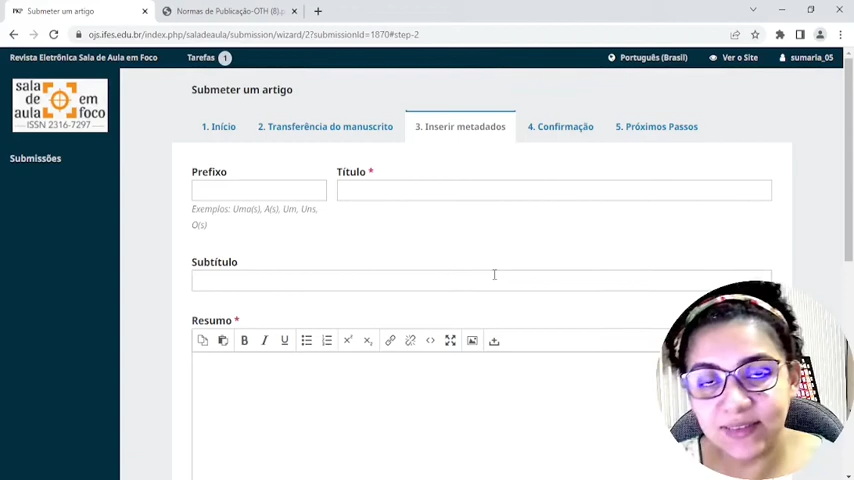 Submeter um artigo
Normas de Publicação-OTH (8).p
ojs.ifes.edu.br/index.php/saladeaula/submission/wizard/2?submissionId=1870#step-2
Revista Eletrônica Sala de Aula em Foco
Tarefas 1
Português (Brasil)
Ver o Site
sumaria_05
sala
de em
aula foco
ISSN 2316-7297
Submissões
Submeter um artigo
1. Início
2. Transferência do manuscrito
3. Inserir metadados
4. Confirmação
5. Próximos Passos
Prefixo
Título *
Exemplos: Uma(s), A(s), Um, Uns,
O(s)
Subtítulo
Resumo *